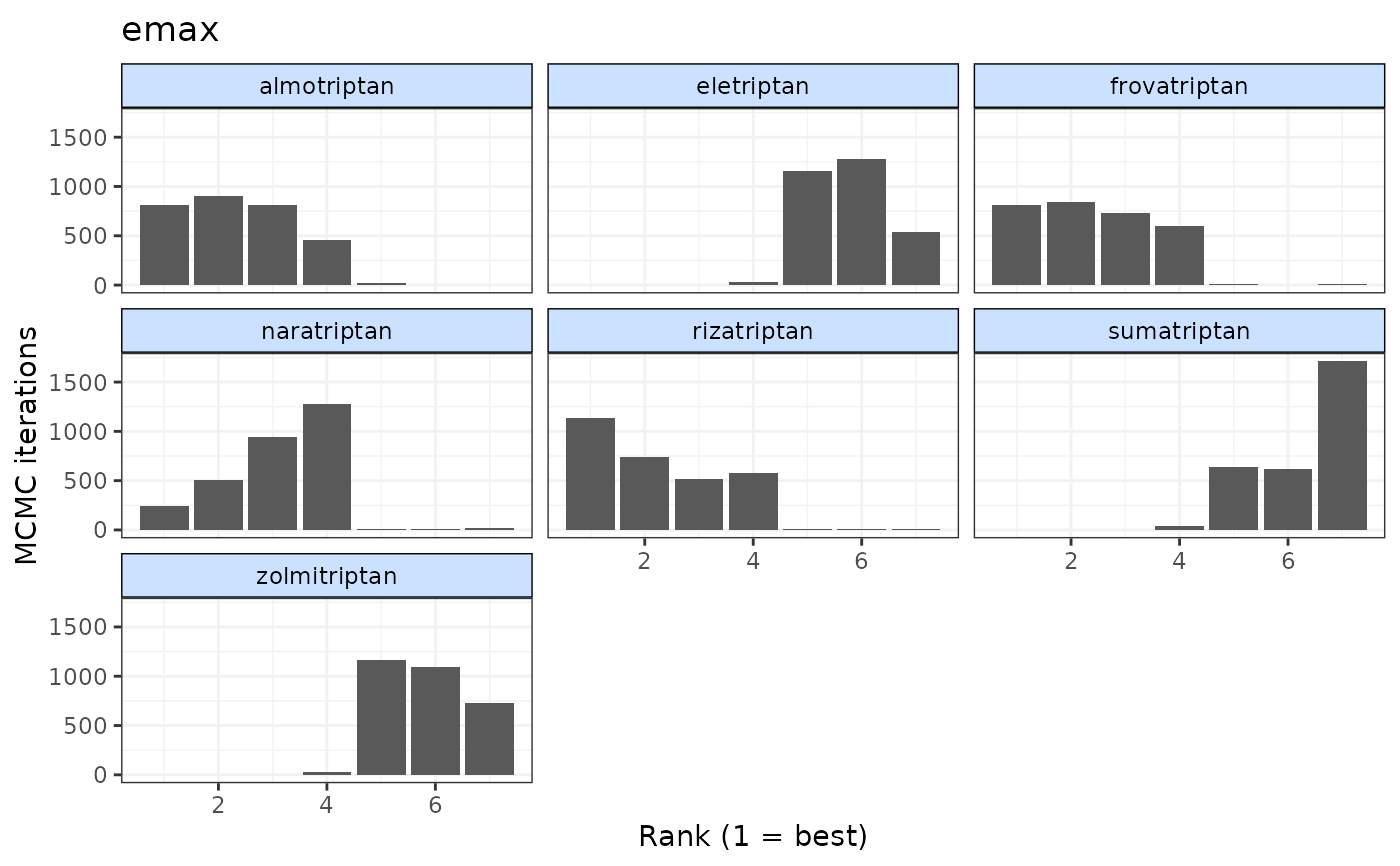 emax
almotriptan eletriptan frovatriptan
1500
1000
500
0
naratriptan rizatriptan sumatriptan
1500
1000
500
0
2 4 6 2 4 6
zolmitriptan
1500
1000
500
0
2 4 6
MCMC iterations
Rank (1 = best)